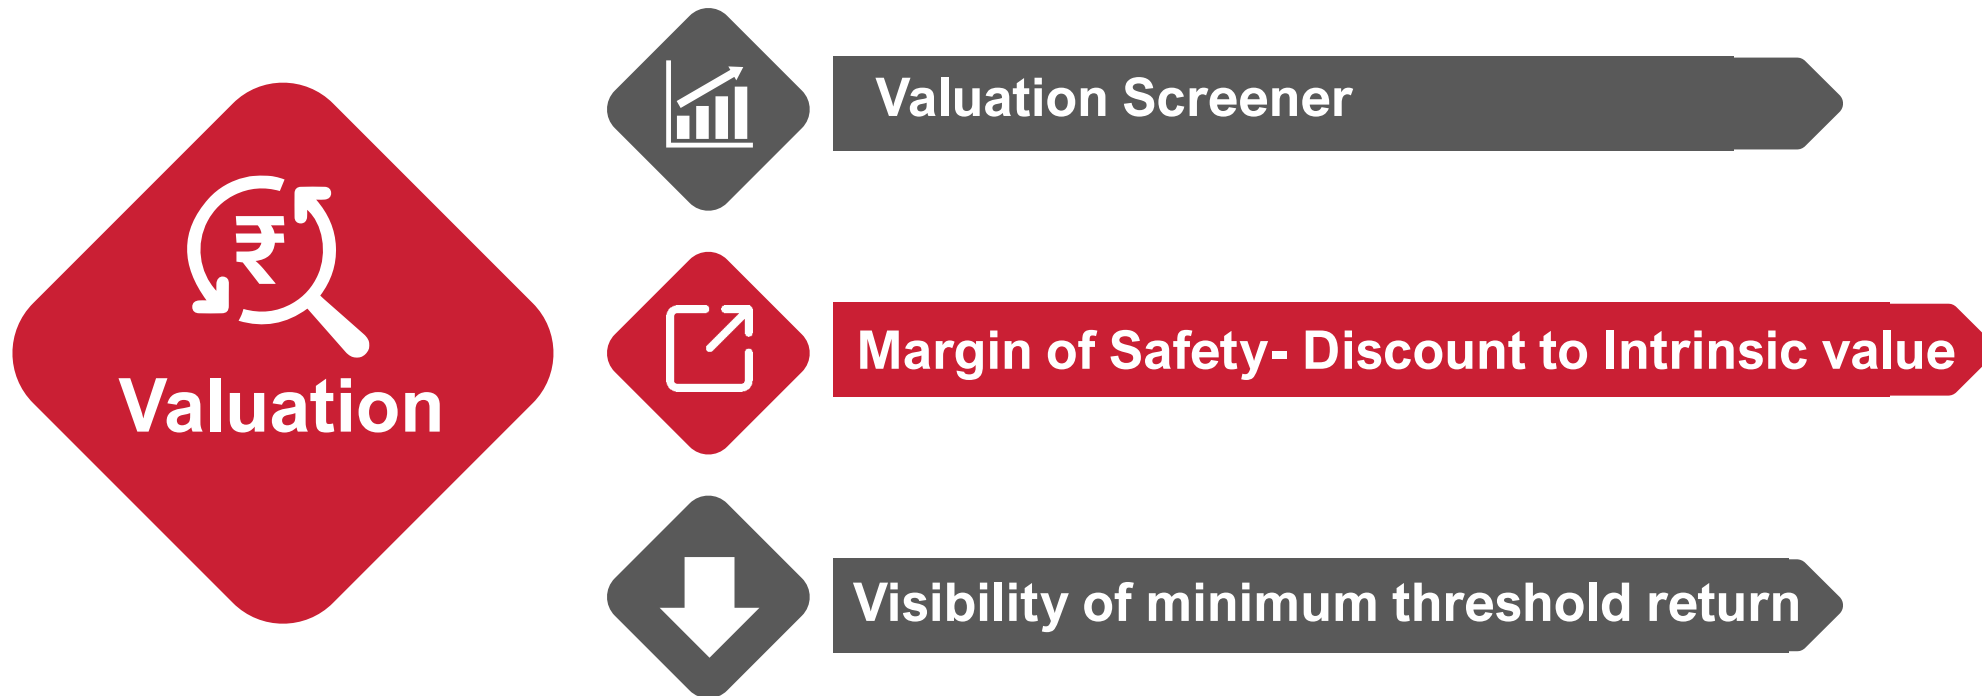 ₹
Valuation
Valuation Screener
Margin of Safety- Discount to Intrinsic value
Visibility of minimum threshold return